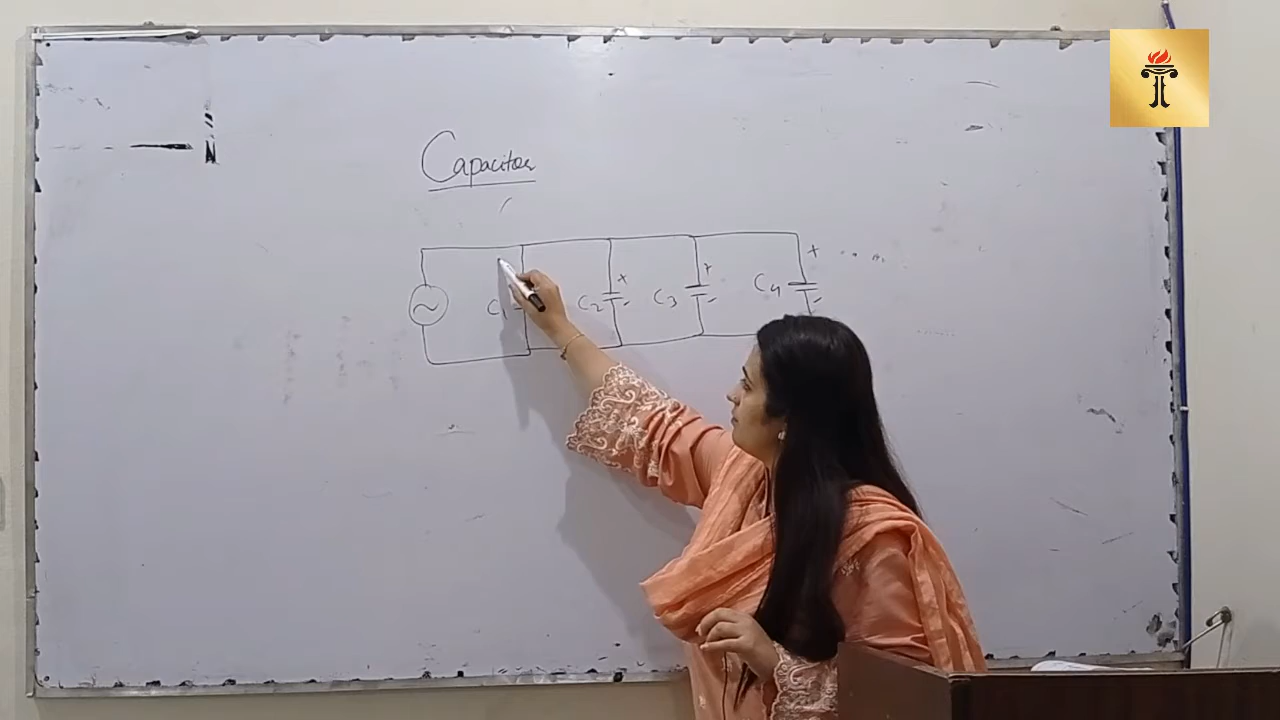 Capacitor
C1 C2 + - C3 + - C4 + -